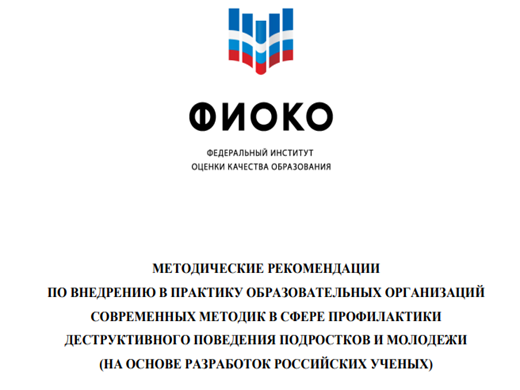 ФИОКО
ФЕДЕРАЛЬНЫЙ ИНСТИТУТ
ОЦЕНКИ КАЧЕСТВА ОБРАЗОВАНИЯ
МЕТОДИЧЕСКИЕ РЕКОМЕНДАЦИИ
ПО ВНЕДРЕНИЮ В ПРАКТИКУ ОБРАЗОВАТЕЛЬНЫХ ОРГАНИЗАЦИЙ
СОВРЕМЕННЫХ МЕТОДИК В СФЕРЕ ПРОФИЛАКТИКИ
ДЕСТРУКТИВНОГО ПОВЕДЕНИЯ ПОДРОСТКОВ И МОЛОДЕЖИ
(НА ОСНОВЕ РАЗРАБОТОК РОССИЙСКИХ УЧЕНЫХ)